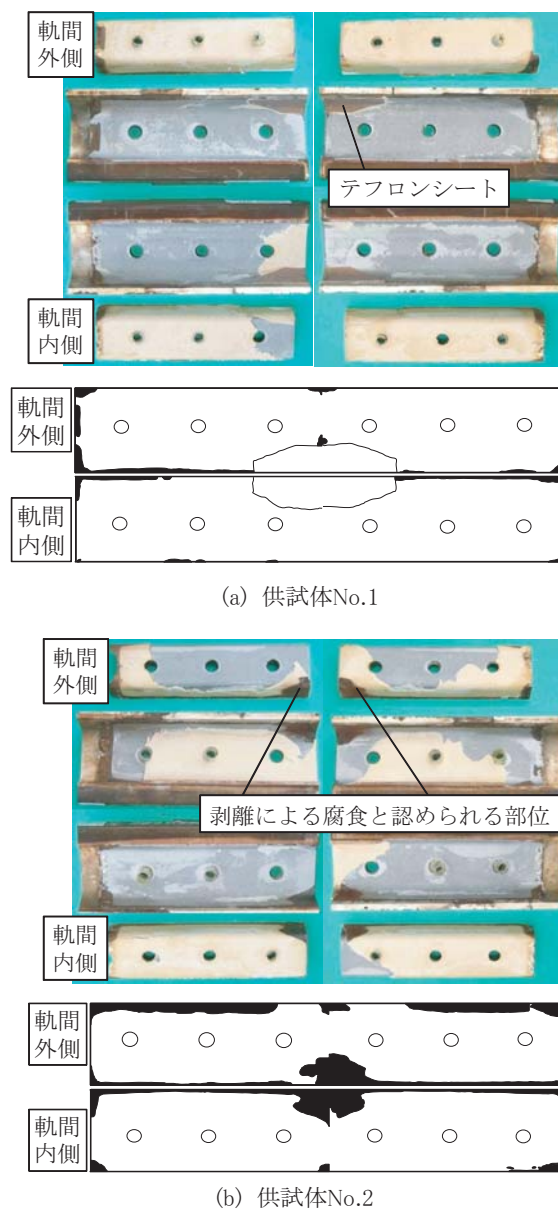 軌間
外側
テフロンシート
軌間
内側
軌間
外側
軌間
内側
(a) 供試体No.1
軌間
外側
剥離による腐食と認められる部位
軌間
内側
軌間
外側
軌間
内側
(b) 供試体No.2